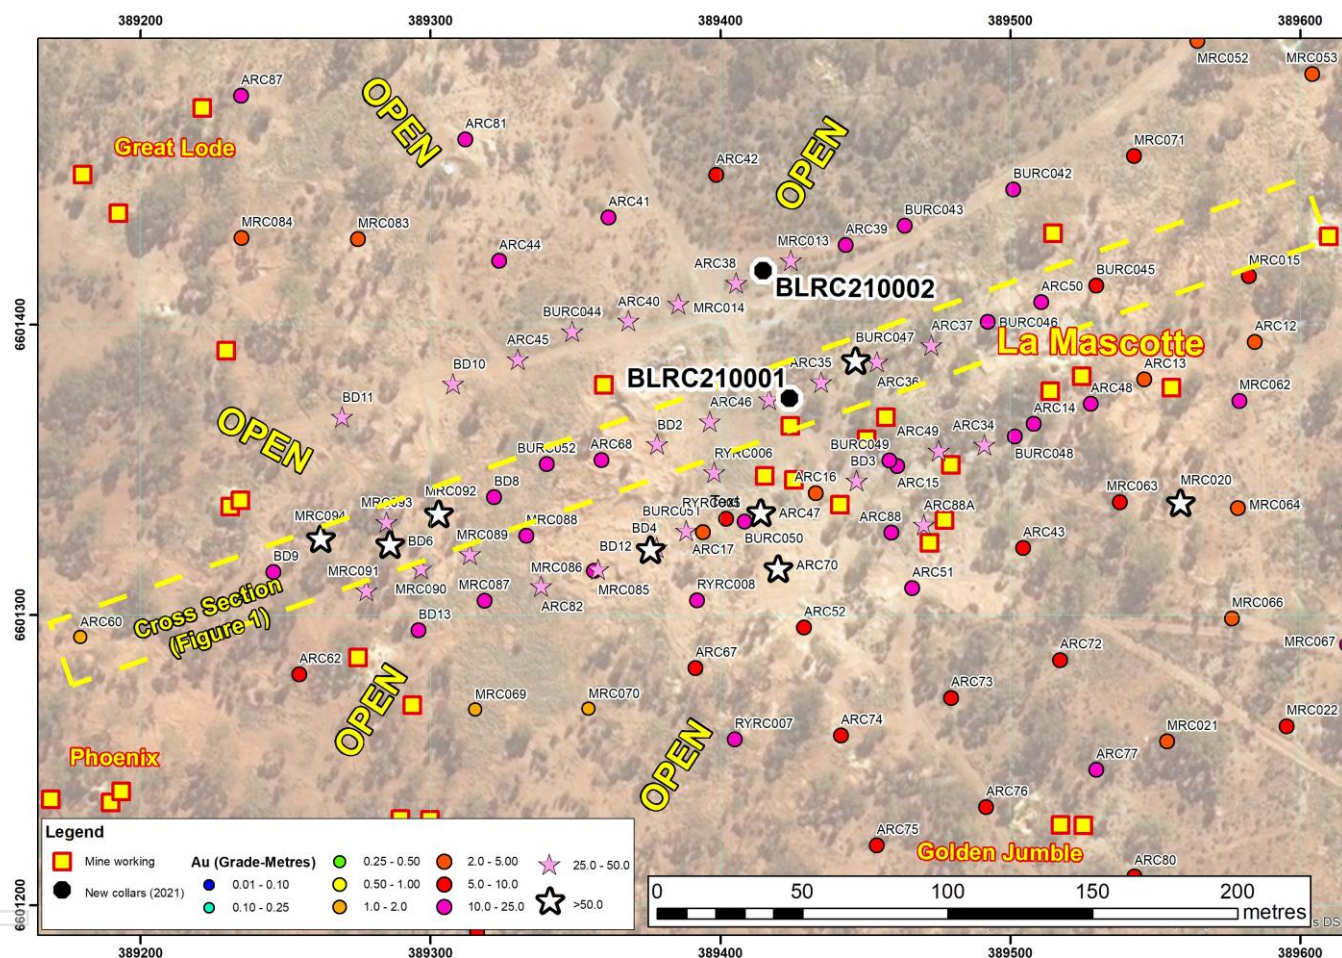 389200 389300 389400 389500 389600
MRC052
MRC053
ARC87
OPEN
ARC81
OPEN
Great Lode
ARC42
MRC071
BURC042
ARC41
BURC043
MRC084
MRC083
ARC44
MRC013
ARC39
ARC38
BLRC210002
BURC045
MRC015
6601400
BURC044
ARC40
MRC014
ARC50
ARC45
BURC047
ARC37
BURC046
La Mascotte
ARC12
BD10
BLRC210001
ARC35
ARC36
ARC13
MRC062
BD11
ARC46
ARC48
OPEN
BD2
ARC14
BURC052
ARC68
RYRC006
BURC049
ARC49
ARC34
BURC048
BD8
ARC16
BD3
ARC15
MRC094
MRC093
MRC092
Text
ARC47
ARC88A
MRC063
MRC020
MRC064
BD9
BD6
MRC089
MRC088
BURC051
BD4
BD12
ARC17
BURC050
ARC88
ARC43
MRC091
MRC090
MRC087
MRC086
MRC085
ARC82
RYRC008
ARC70
ARC51
6601300
Cross Section
(Figure 1)
ARC60
BD13
ARC52
MRC066
MRC067
ARC62
ARC67
ARC72
OPEN
MRC069
MRC070
ARC73
OPEN
RYRC007
ARC74
MRC021
MRC022
Phoenix
ARC77
ARC76
ARC75
Golden Jumble
ARC80
Legend
Mine working
New collars (2021)
Au (Grade-Metres)
0.01 - 0.10
0.10 - 0.25
0.25 - 0.50
0.50 - 1.00
1.0 - 2.0
2.0 - 5.00
5.0 - 10.0
10.0 - 25.0
25.0 - 50.0
>50.0
0 50 100 150 200
metres
6601200
s DS
389200 389300 389400 389500 389600